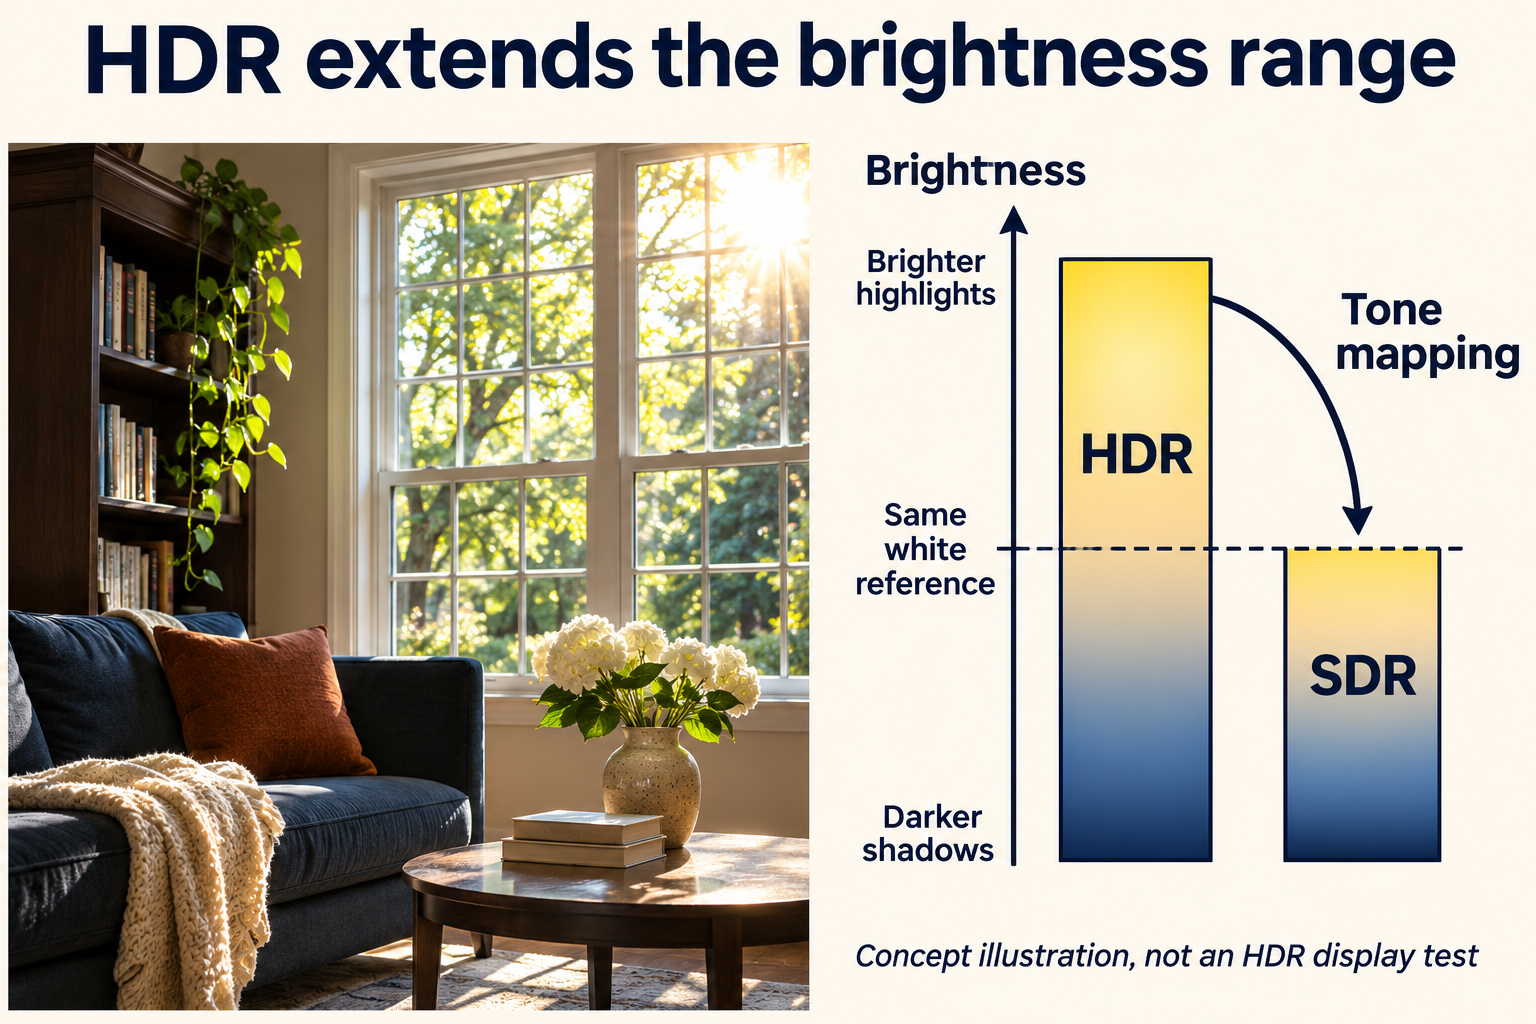 HDR extends the brightness range
Brightness
Brighter
highlights
Tone
mapping
HDR
Same
white
reference
SDR
Darker
shadows
Concept illustration, not an HDR display test